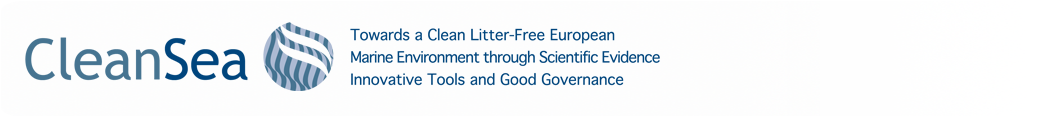 CleanSea
Towards a Clean Litter-Free European
Marine Environment through Scientific Evidence
Innovative Tools and Good Governance